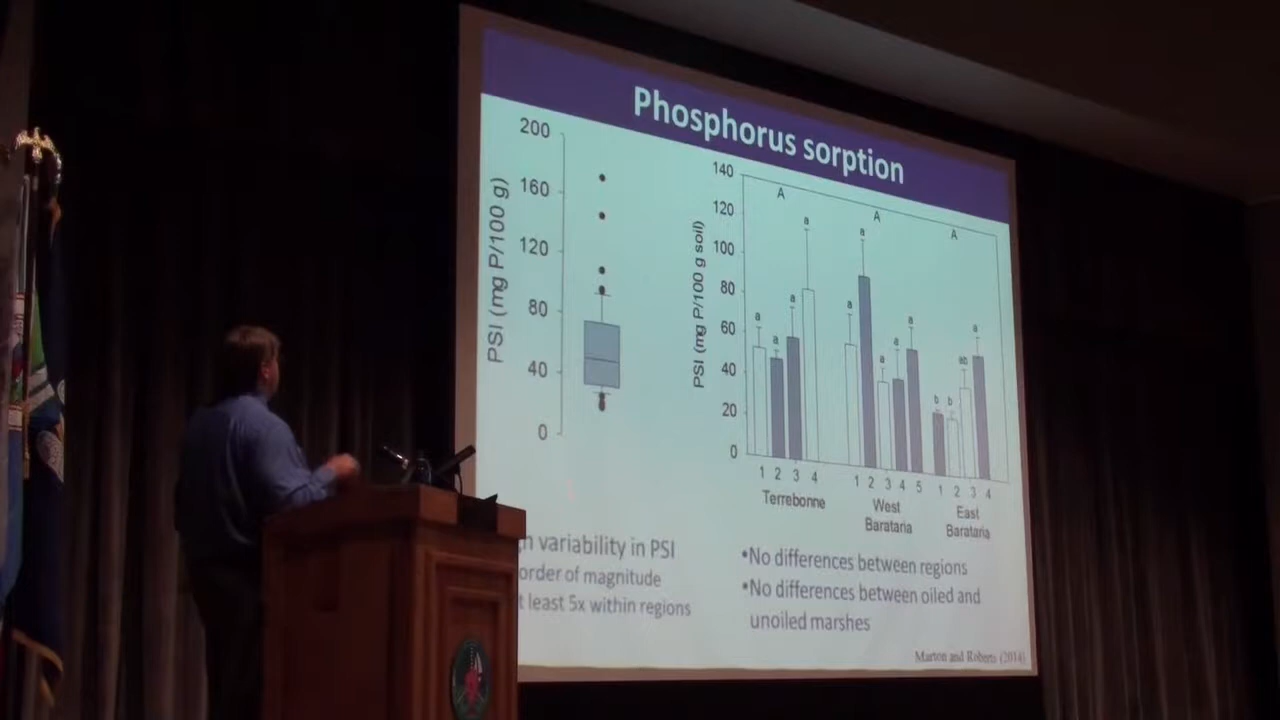 Phosphorus sorption
200
160
120
80
40
0
PSI (mg P/100 g)
140
120
100
80
60
40
20
0
PSI (mg P/100 g soil)
A A A
a a a a
a a a a a
b b ab a
1 2 3 4
1 2 3 4 5
1 2 3 4
Terrebonne
West
Barataria
East
Barataria
variability in PSI
order of magnitude
least 5x within regions
•No differences between regions
•No differences between oiled and
unoiled marshes
Marton and Roberts (2014)